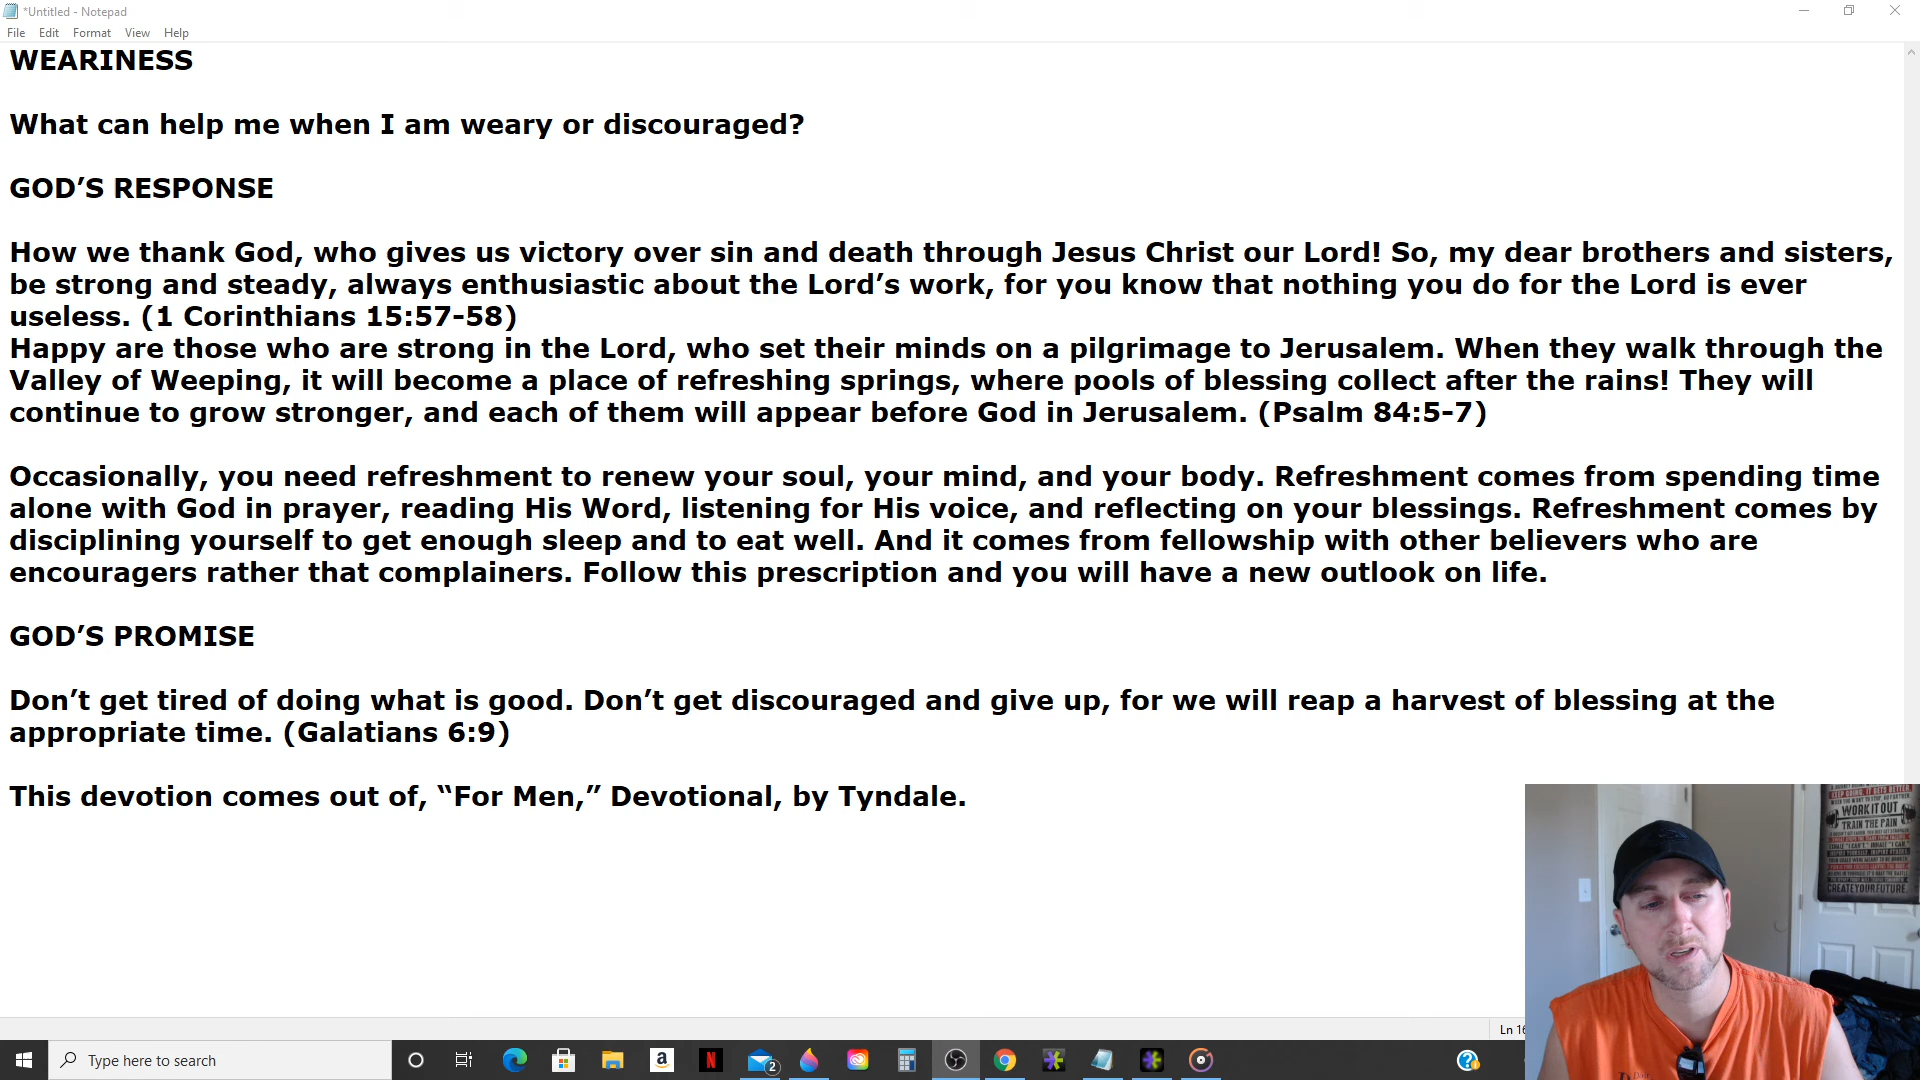 *Untitled - Notepad
File Edit Format View Help
WEARINESS
What can help me when I am weary or discouraged?
GOD’S RESPONSE
How we thank God, who gives us victory over sin and death through Jesus Christ our Lord! So, my dear brothers and sisters,
be strong and steady, always enthusiastic about the Lord’s work, for you know that nothing you do for the Lord is ever
useless. (1 Corinthians 15:57-58)
Happy are those who are strong in the Lord, who set their minds on a pilgrimage to Jerusalem. When they walk through the
Valley of Weeping, it will become a place of refreshing springs, where pools of blessing collect after the rains! They will
continue to grow stronger, and each of them will appear before God in Jerusalem. (Psalm 84:5-7)
Occasionally, you need refreshment to renew your soul, your mind, and your body. Refreshment comes from spending time
alone with God in prayer, reading His Word, listening for His voice, and reflecting on your blessings. Refreshment comes by
disciplining yourself to get enough sleep and to eat well. And it comes from fellowship with other believers who are
encouragers rather that complainers. Follow this prescription and you will have a new outlook on life.
GOD’S PROMISE
Don’t get tired of doing what is good. Don’t get discouraged and give up, for we will reap a harvest of blessing at the
appropriate time. (Galatians 6:9)
This devotion comes out of, “For Men,” Devotional, by Tyndale.
KEEP GOING, IT GETS BETTER.
WORK IT OUT
TRAIN THE PAIN
CREATE YOUR FUTURE
Ln 16
Type here to search
a
N
2